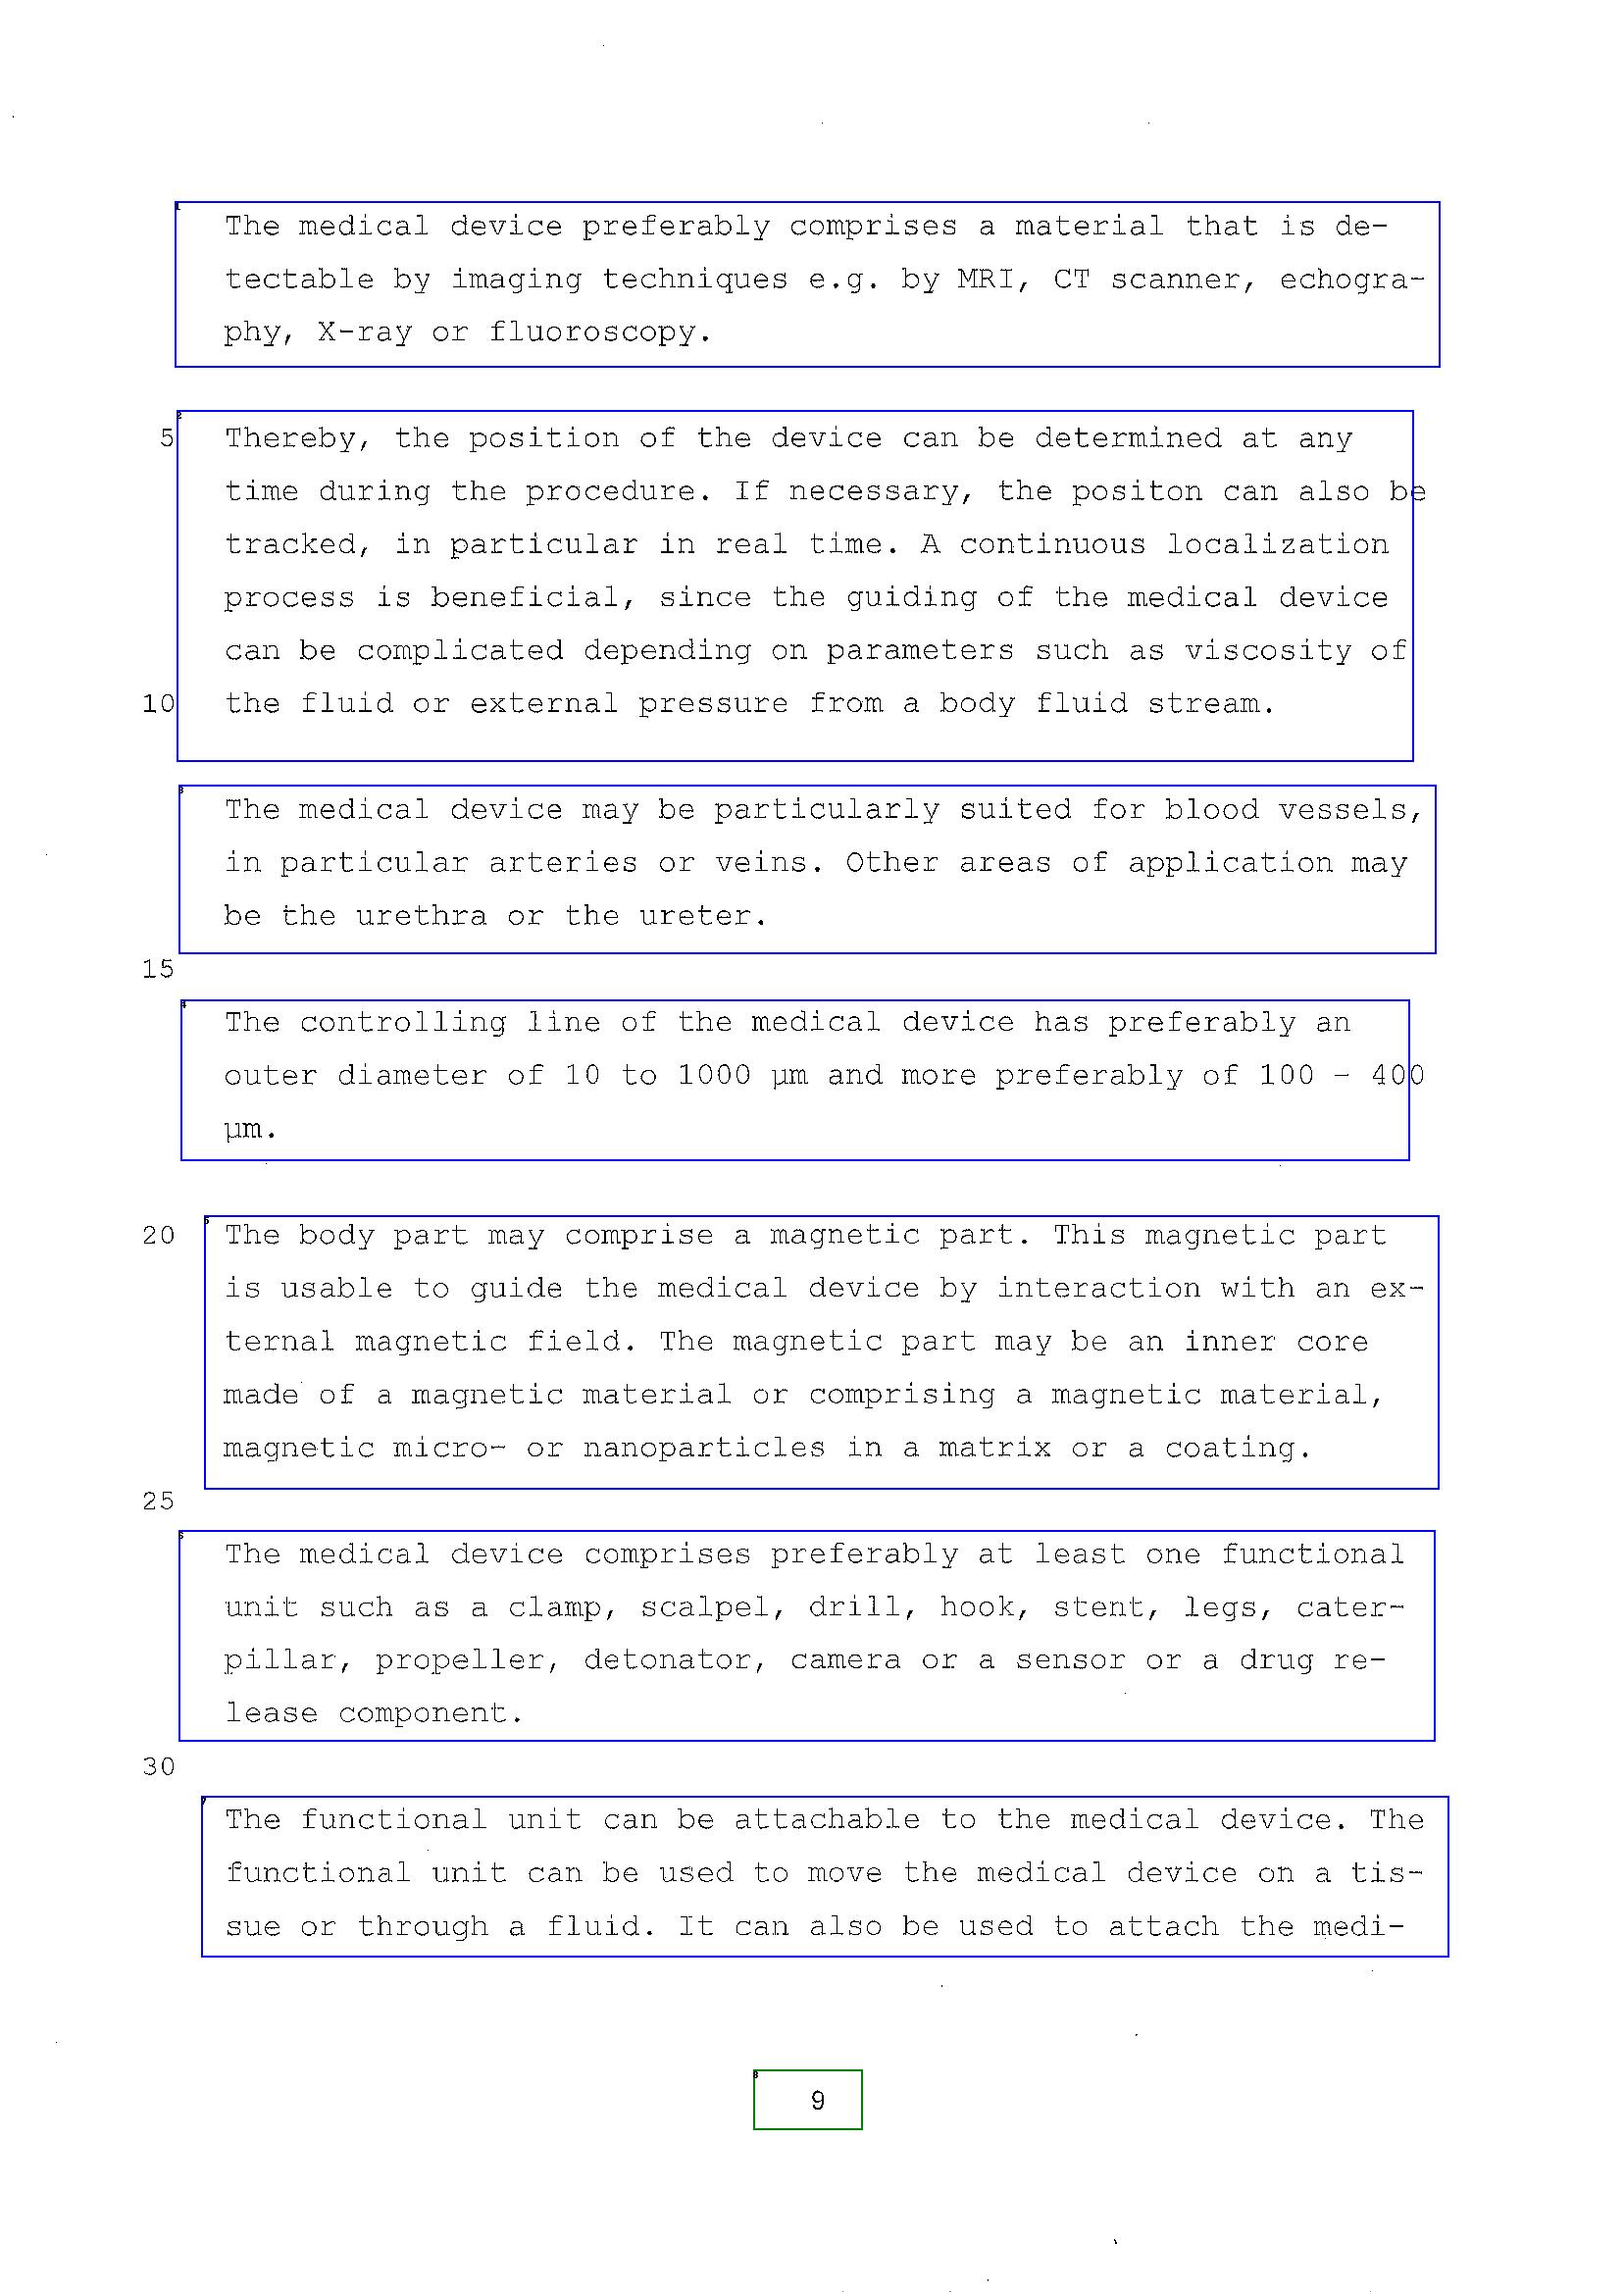 The medical device preferably comprises a material that is de-
tectable by imaging techniques e.g. by MRI, CT scanner, echogra-
phy, X-ray or fluoroscopy.
5 Thereby, the position of the device can be determined at any
time during the procedure. If necessary, the positon can also be
tracked, in particular in real time. A continuous localization
process is beneficial, since the guiding of the medical device
can be complicated depending on parameters such as viscosity of
10 the fluid or external pressure from a body fluid stream.
The medical device may be particularly suited for blood vessels,
in particular arteries or veins. Other areas of application may
be the urethra or the ureter.
15
The controlling line of the medical device has preferably an
outer diameter of 10 to 1000 µm and more preferably of 100 - 400
µm.
20 The body part may comprise a magnetic part. This magnetic part
is usable to guide the medical device by interaction with an ex-
ternal magnetic field. The magnetic part may be an inner core
made of a magnetic material or comprising a magnetic material,
magnetic micro- or nanoparticles in a matrix or a coating.
25
The medical device comprises preferably at least one functional
unit such as a clamp, scalpel, drill, hook, stent, legs, cater-
pillar, propeller, detonator, camera or a sensor or a drug re-
lease component.
30
The functional unit can be attachable to the medical device. The
functional unit can be used to move the medical device on a tis-
sue or through a fluid. It can also be used to attach the medi-
9